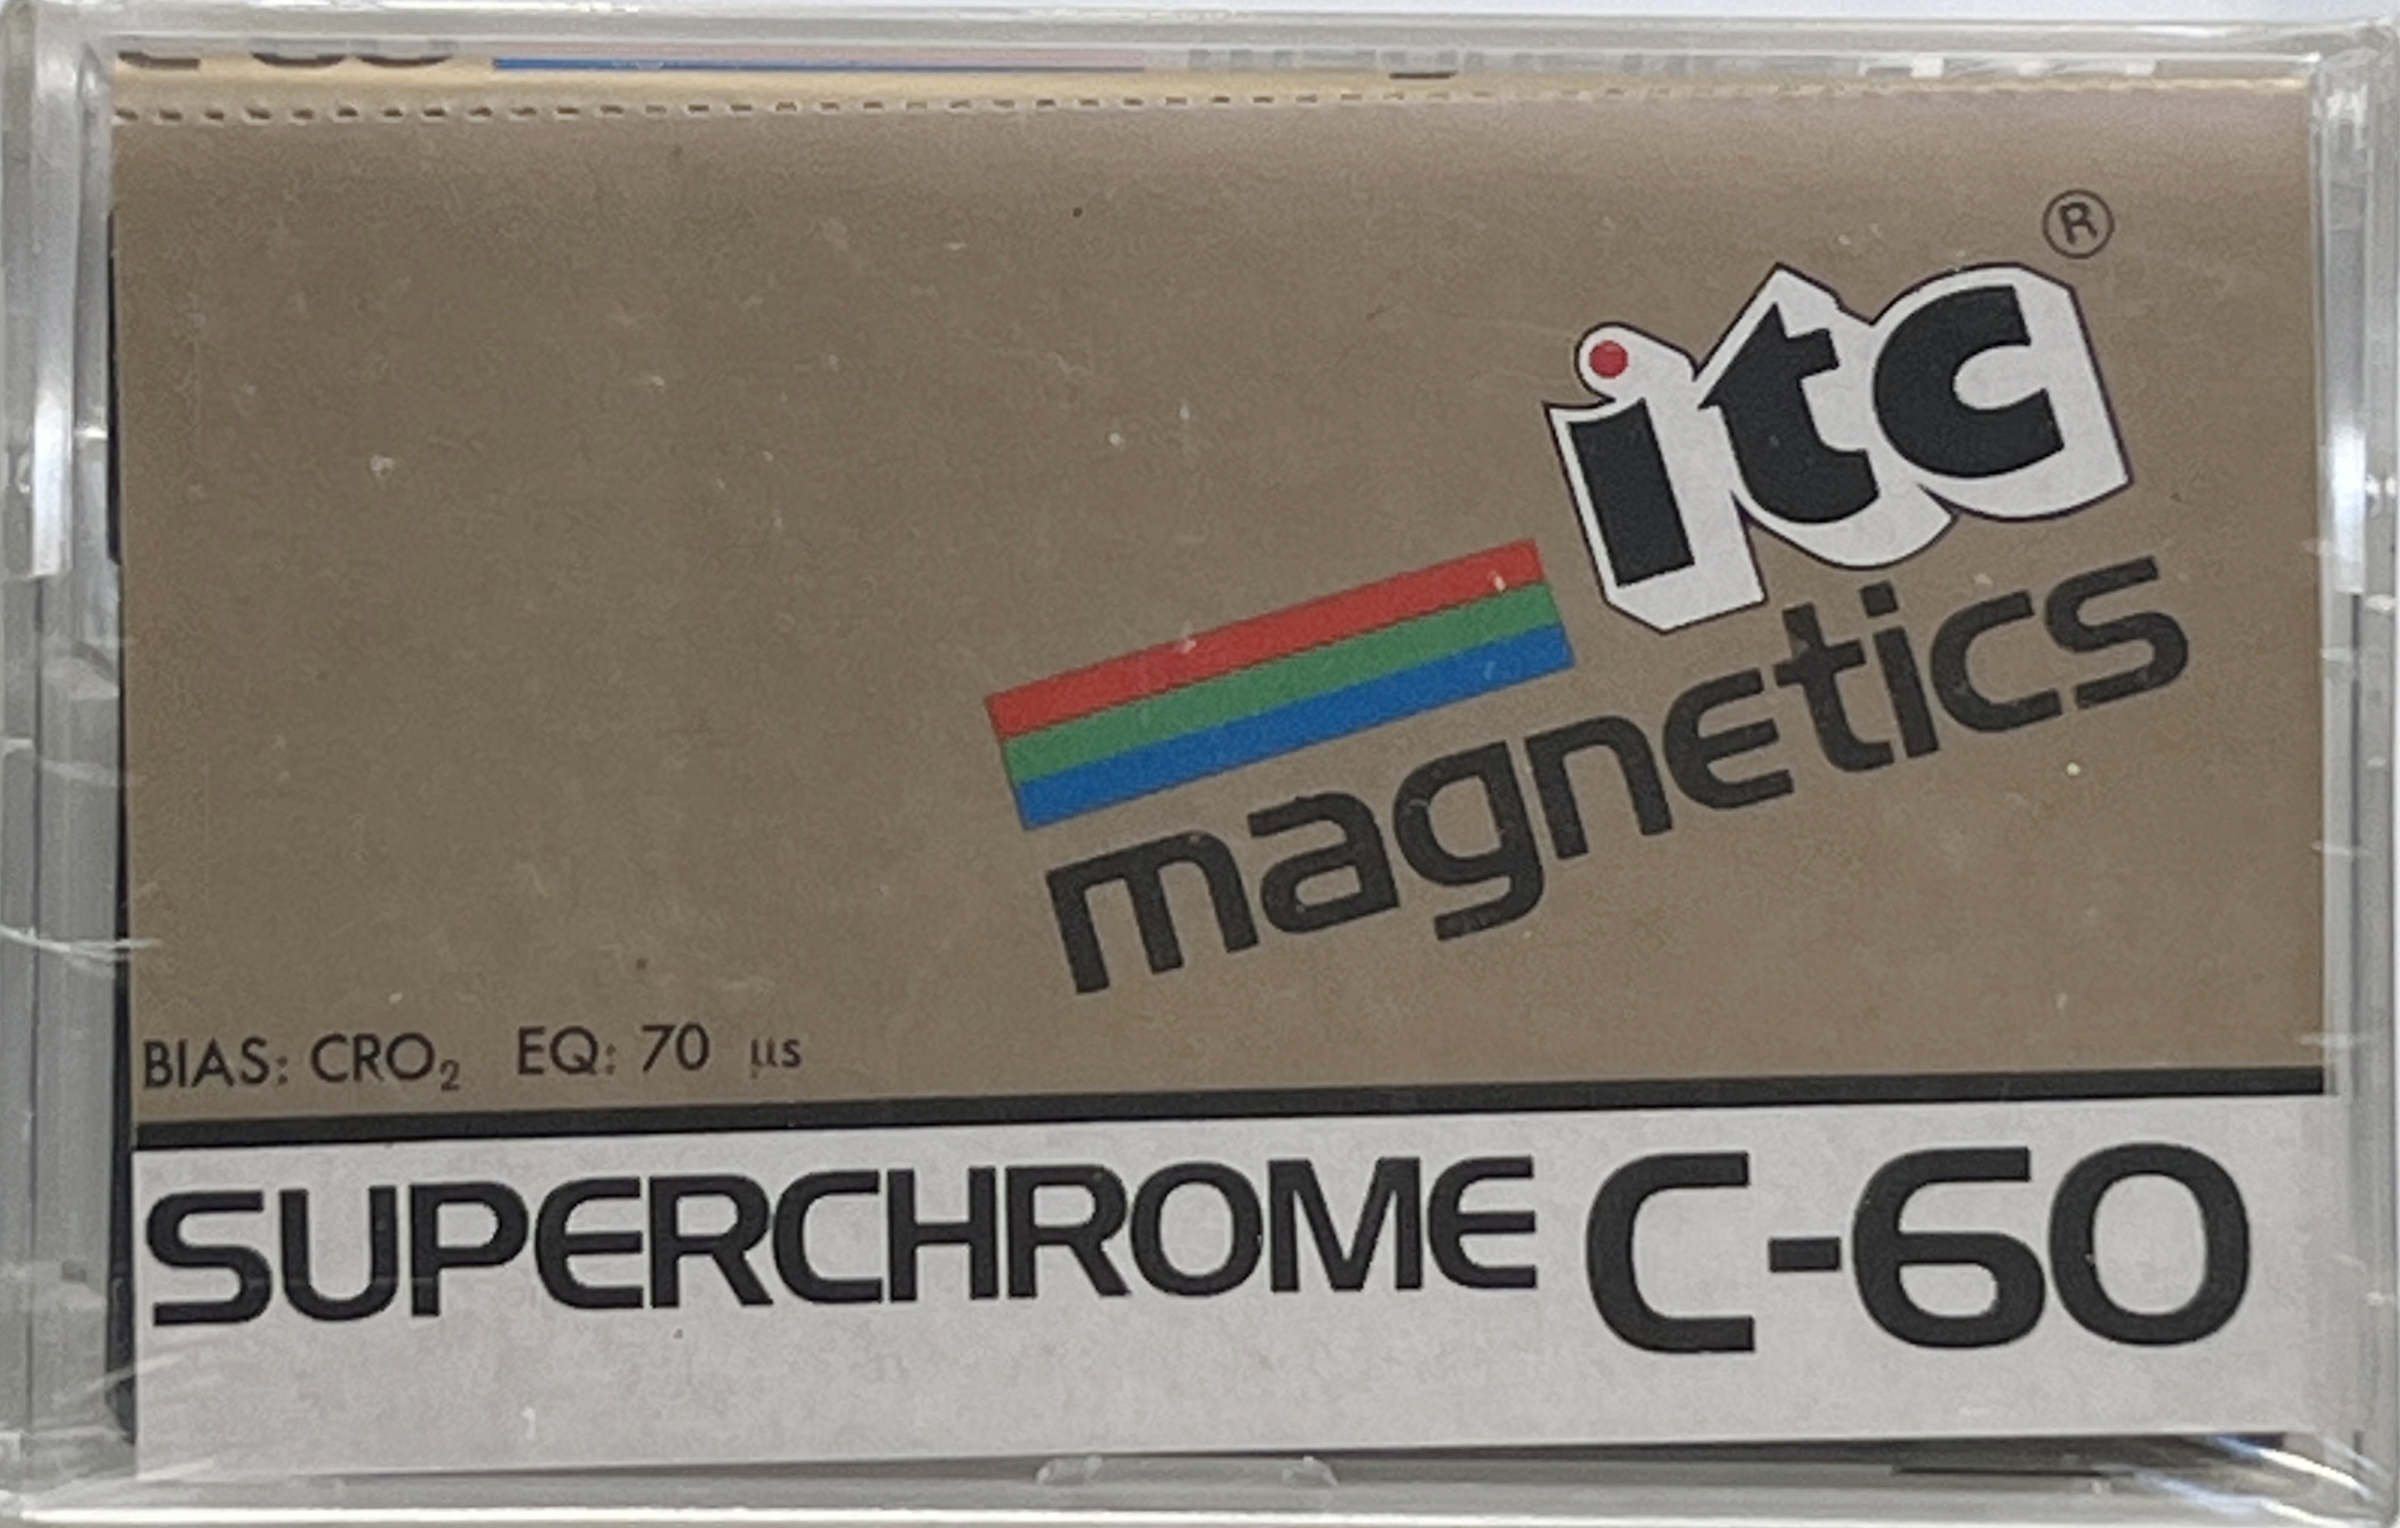 itc ®
magnetics
BIAS: CRO₂ EQ: 70 µs
SUPERCHROME C-60